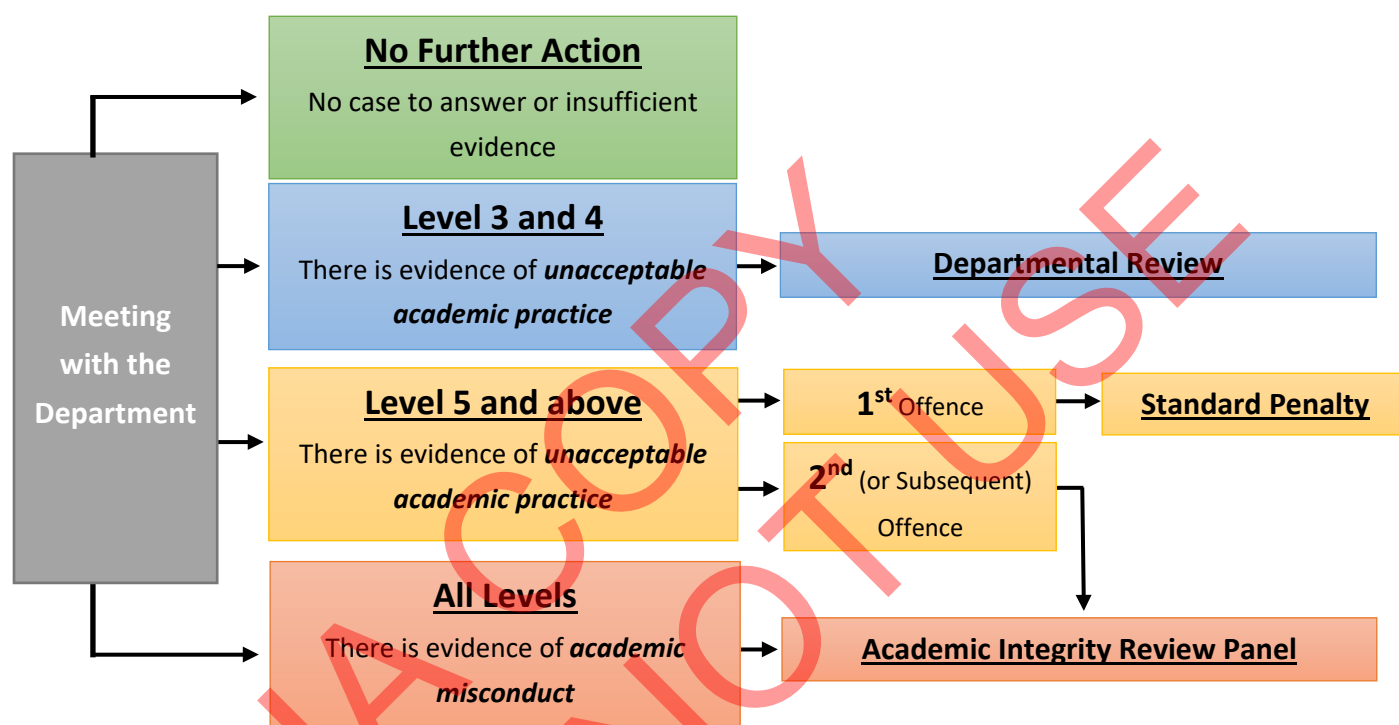 No Further Action
No case to answer or insufficient
evidence
Meeting
with the
Department
Level 3 and 4
There is evidence of unacceptable
academic practice
Departmental Review
Level 5 and above
There is evidence of unacceptable
academic practice
1st Offence
Standard Penalty
2nd (or Subsequent)
Offence
All Levels
There is evidence of academic
misconduct
Academic Integrity Review Panel
COPY
NOT USE